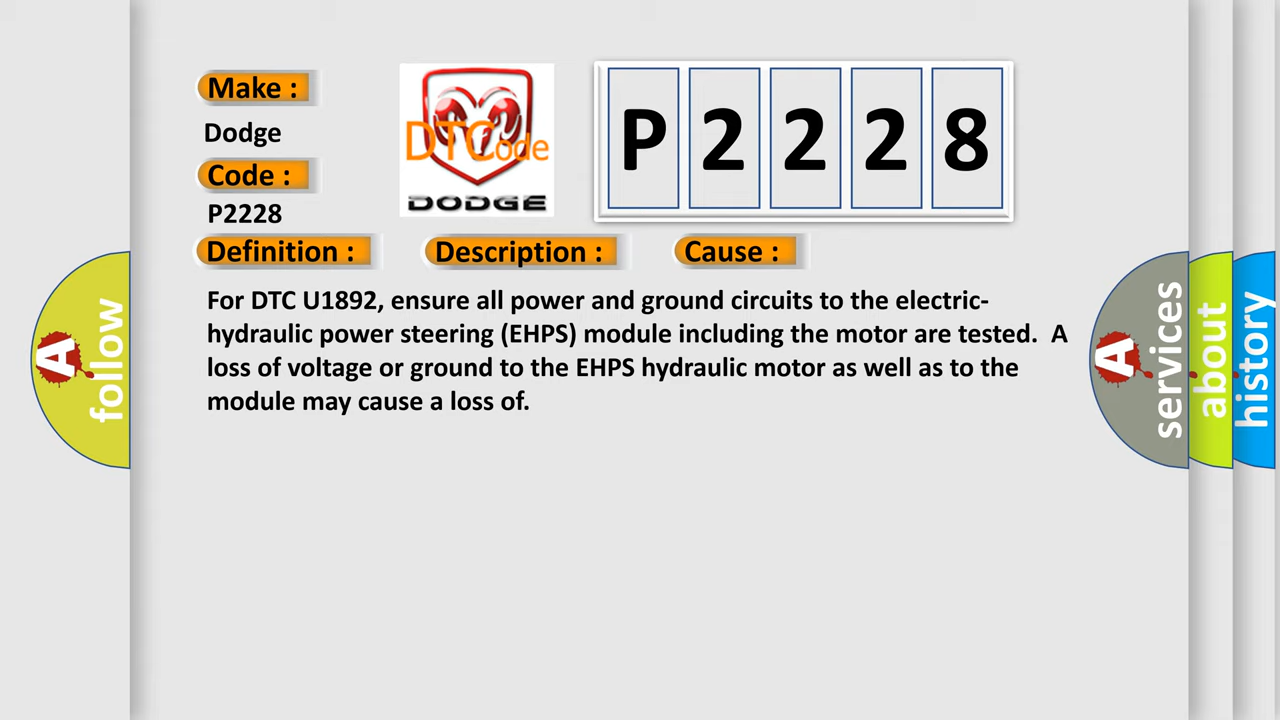 Make :
Dodge
Code :
P2228
DTCode
DODGE
P 2 2 2 8
Definition :
Description :
Cause :
For DTC U1892, ensure all power and ground circuits to the electric-
hydraulic power steering (EHPS) module including the motor are tested  A
loss of voltage or ground to the EHPS hydraulic motor as well as to the
module may cause a loss of.
A follow
A services
about
history